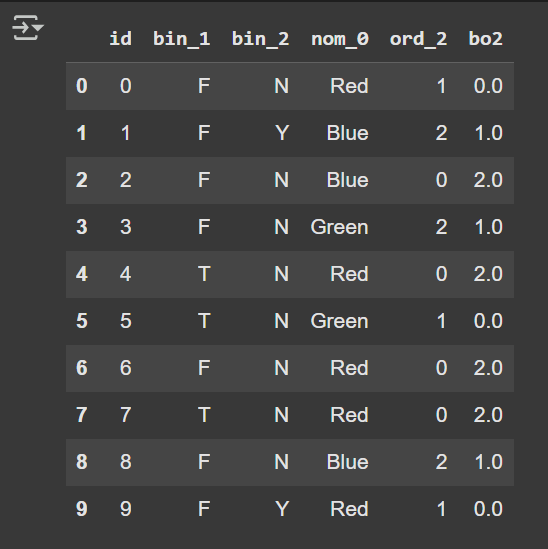 id bin_1 bin_2 nom_0 ord_2 bo2
0 0 F N Red 1 0.0
1 1 F Y Blue 2 1.0
2 2 F N Blue 0 2.0
3 3 F N Green 2 1.0
4 4 T N Red 0 2.0
5 5 T N Green 1 0.0
6 6 F N Red 0 2.0
7 7 T N Red 0 2.0
8 8 F N Blue 2 1.0
9 9 F Y Red 1 0.0